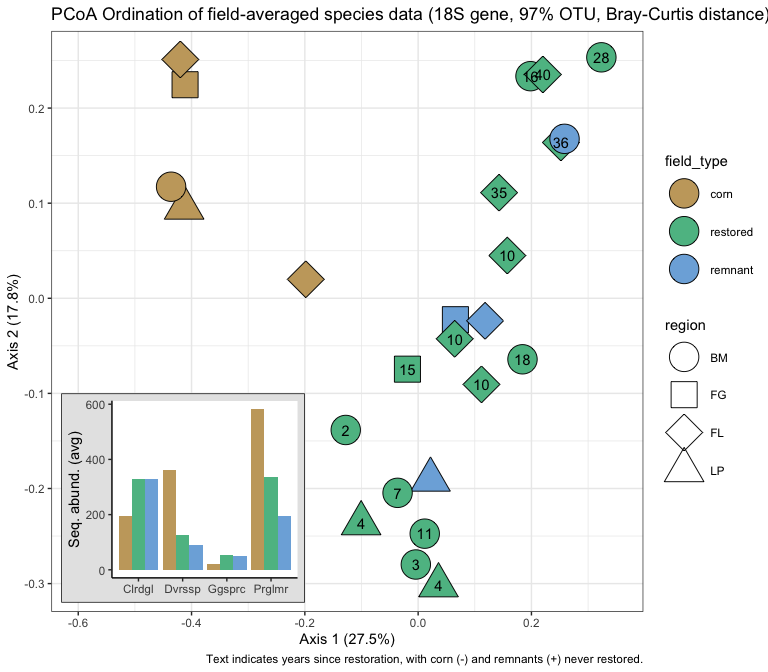 PCoA Ordination of field-averaged species data (18S gene, 97% OTU, Bray-Curtis distance)
28
16
40
36
35
10
10
18
15
10
2
7
4
11
3
4
0.2
0.1
0.0
-0.1
-0.2
-0.3
Axis 2 (17.8%)
-0.6
-0.4
-0.2
0.0
0.2
Axis 1 (27.5%)
Seq. abund. (avg)
600
400
200
0
Clrdgl Dvrssp Ggsprc Prglmr
field_type
corn
restored
remnant
region
BM
FG
FL
LP
Text indicates years since restoration, with corn (-) and remnants (+) never restored.